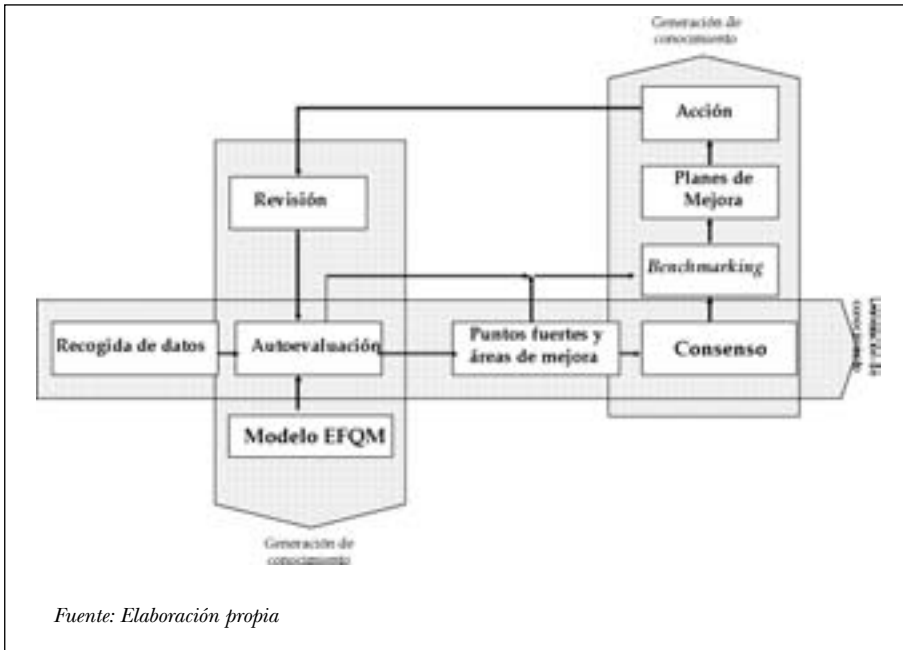 Generación de
conocimiento
Acción
Planes de
Mejora
Revisión
Benchmarking
Recogida de datos
Autoevaluación
Puntos fuertes y
áreas de mejora
Consenso
Modelo EFQM
Generación de
conocimiento
Fuente: Elaboración propia